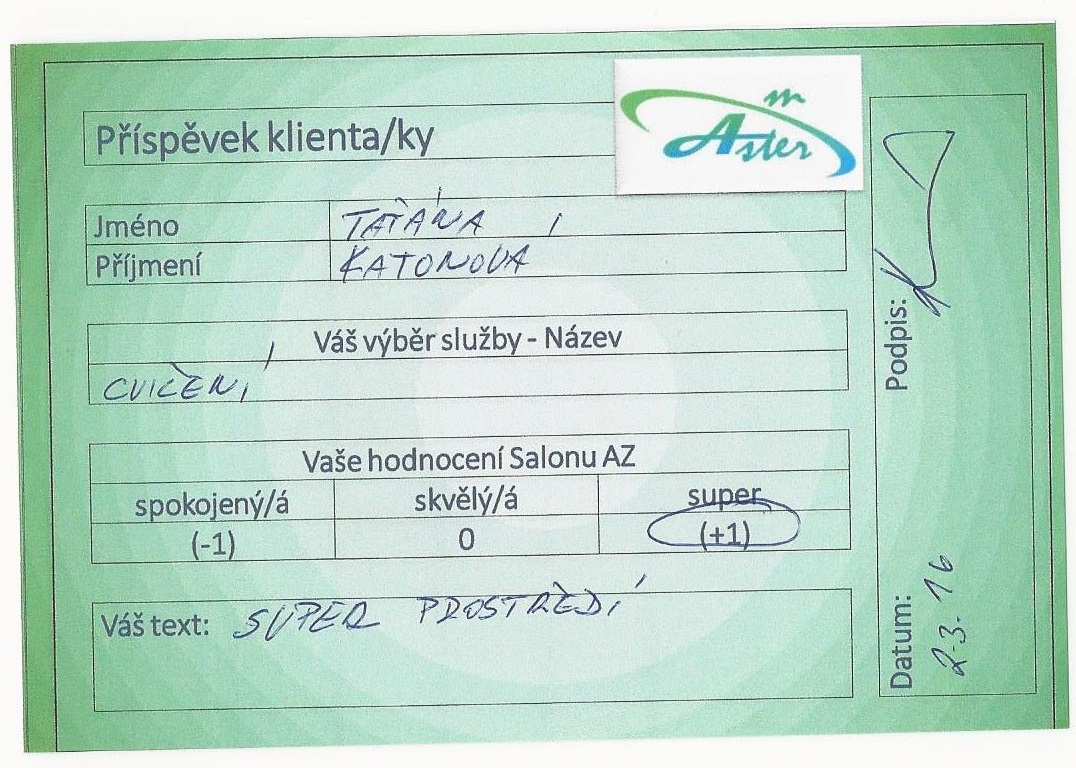 Příspěvek klienta/ky
m
Aster
Jméno TAŤÁNA
Příjmení KATONOVÁ
Váš výběr služby - Název
CVIČENÍ
Vaše hodnocení Salonu AZ
spokojený/á skvělý/á super
(-1) 0 (+1)
Váš text: SUPER PROSTŘEDÍ
Podpis:
Datum: 2.3.16